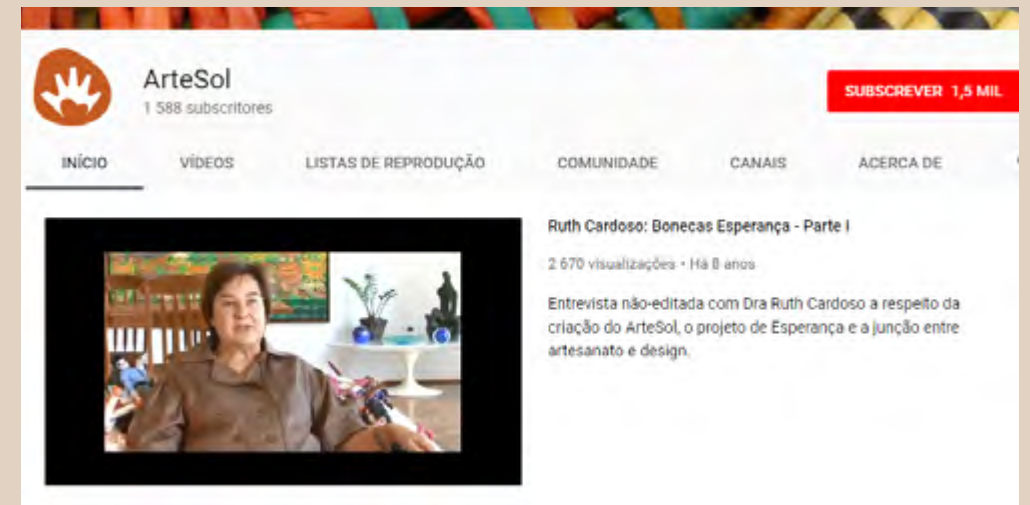 ArteSol
1 588 subscritores
SUBSCREVER 1,5 MIL
INÍCIO VÍDEOS LISTAS DE REPRODUÇÃO COMUNIDADE CANAIS ACERCA DE
Ruth Cardoso: Bonecas Esperança - Parte I
2 670 visualizações • Há 8 anos
Entrevista não-editada com Dra Ruth Cardoso a respeito da
criação do ArteSol, o projeto de Esperança e a junção entre
artesanato e design.